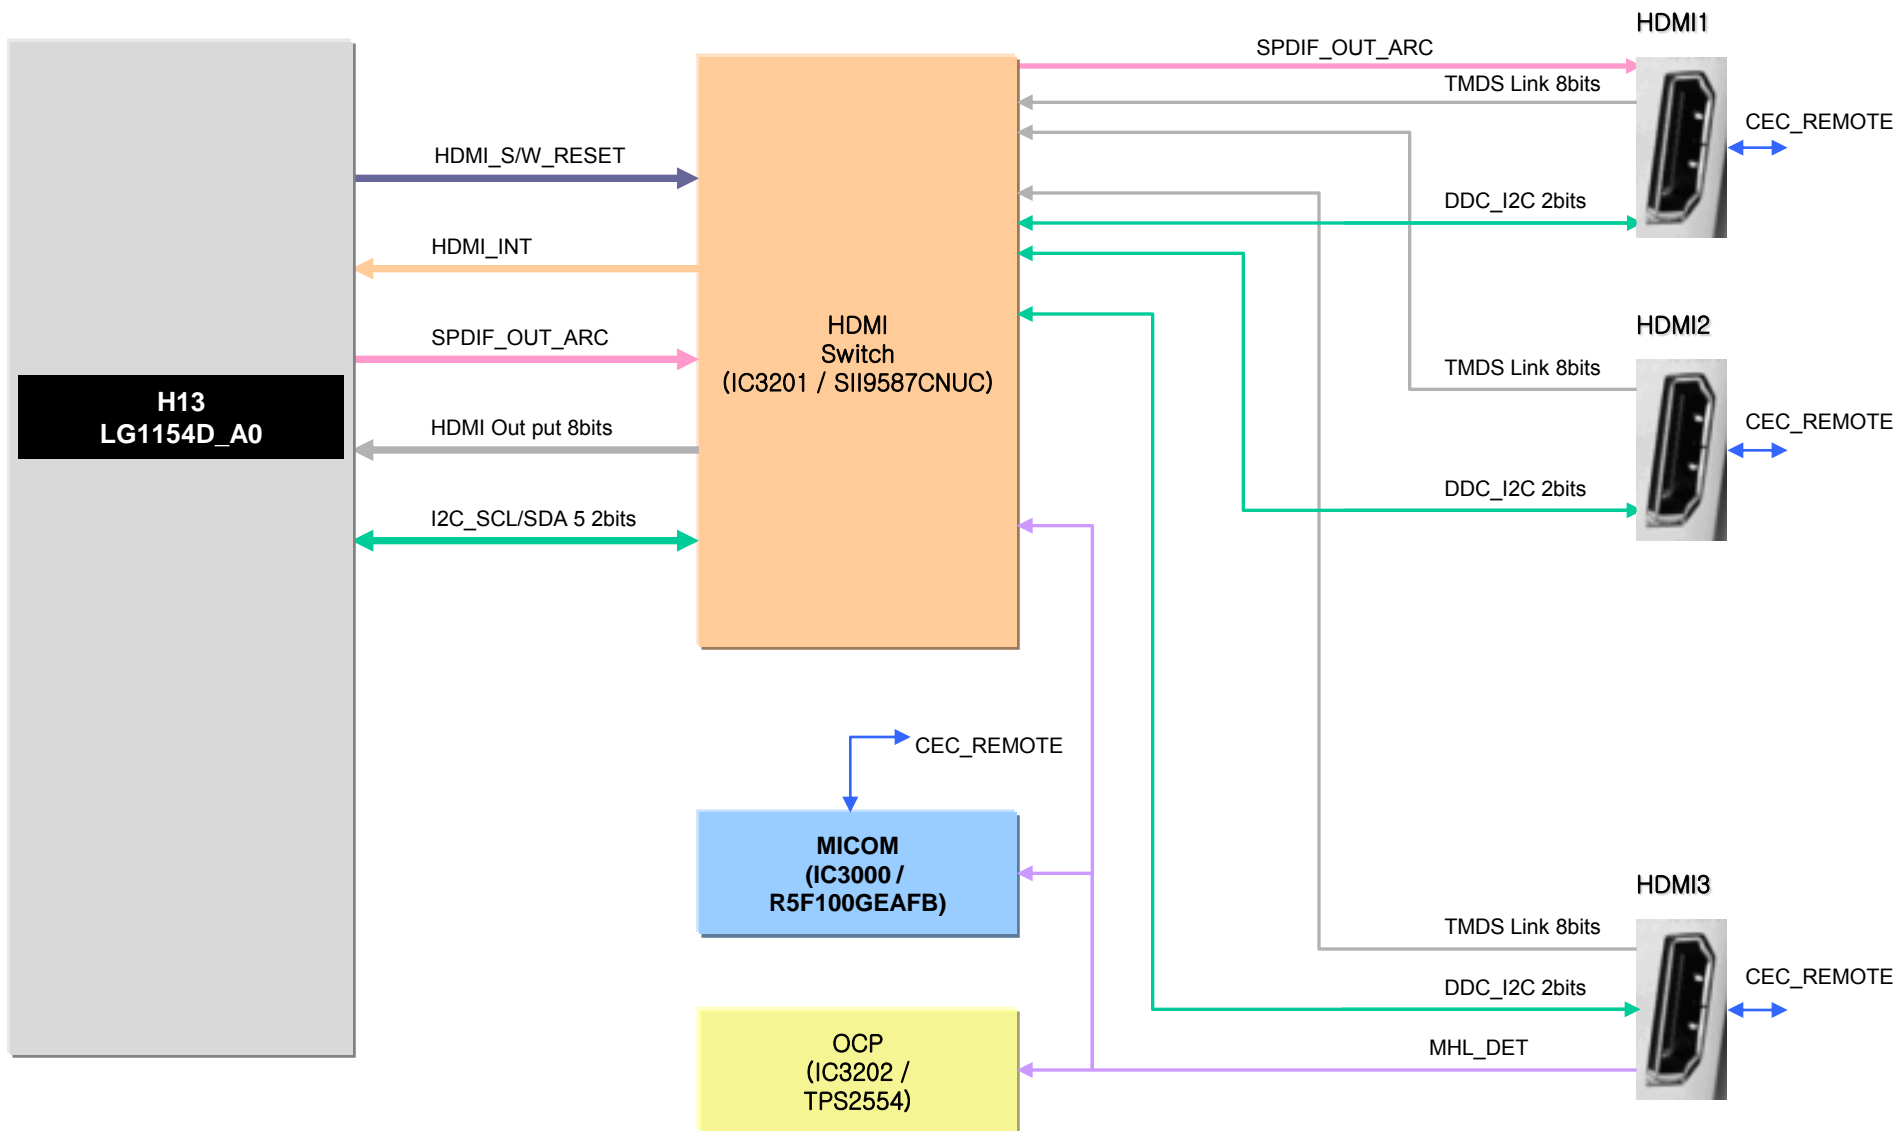 HDMI1
SPDIF_OUT_ARC
TMDS Link 8bits
CEC_REMOTE
HDMI_S/W_RESET
DDC_I2C 2bits
HDMI_INT
HDMI2
SPDIF_OUT_ARC
HDMI
Switch
(IC3201 / SII9587CNUC)
TMDS Link 8bits
H13
LG1154D_A0
HDMI Out put 8bits
CEC_REMOTE
DDC_I2C 2bits
I2C_SCL/SDA 5 2bits
CEC_REMOTE
MICOM
(IC3000 /
R5F100GEAFB)
HDMI3
TMDS Link 8bits
CEC_REMOTE
DDC_I2C 2bits
OCP
(IC3202 /
TPS2554)
MHL_DET